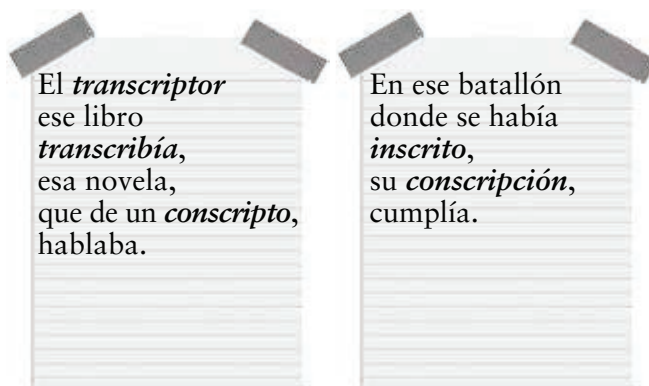 El transcriptor
ese libro
transcribía,
esa novela,
que de un conscripto,
hablaba.
En ese batallón
donde se había
inscrito,
su conscripción,
cumplía.